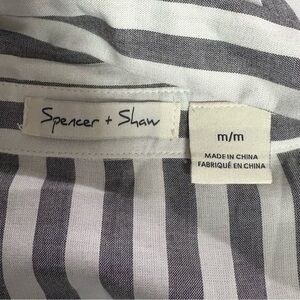 Spencer + Shaw
m/m
MADE IN CHINA
FABRIQUÉ EN CHINA